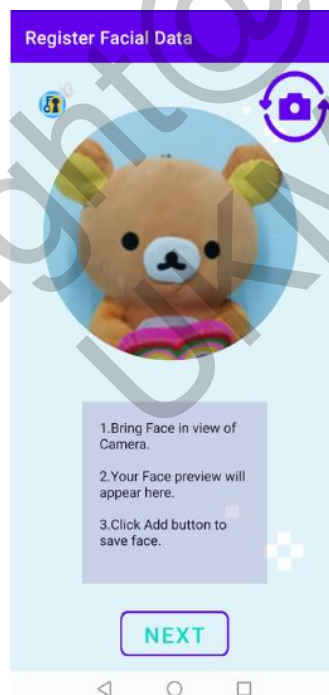 Register Facial Data
1.Bring Face in view of
Camera.
2.Your Face preview will
appear here.
3.Click Add button to
save face.
NEXT